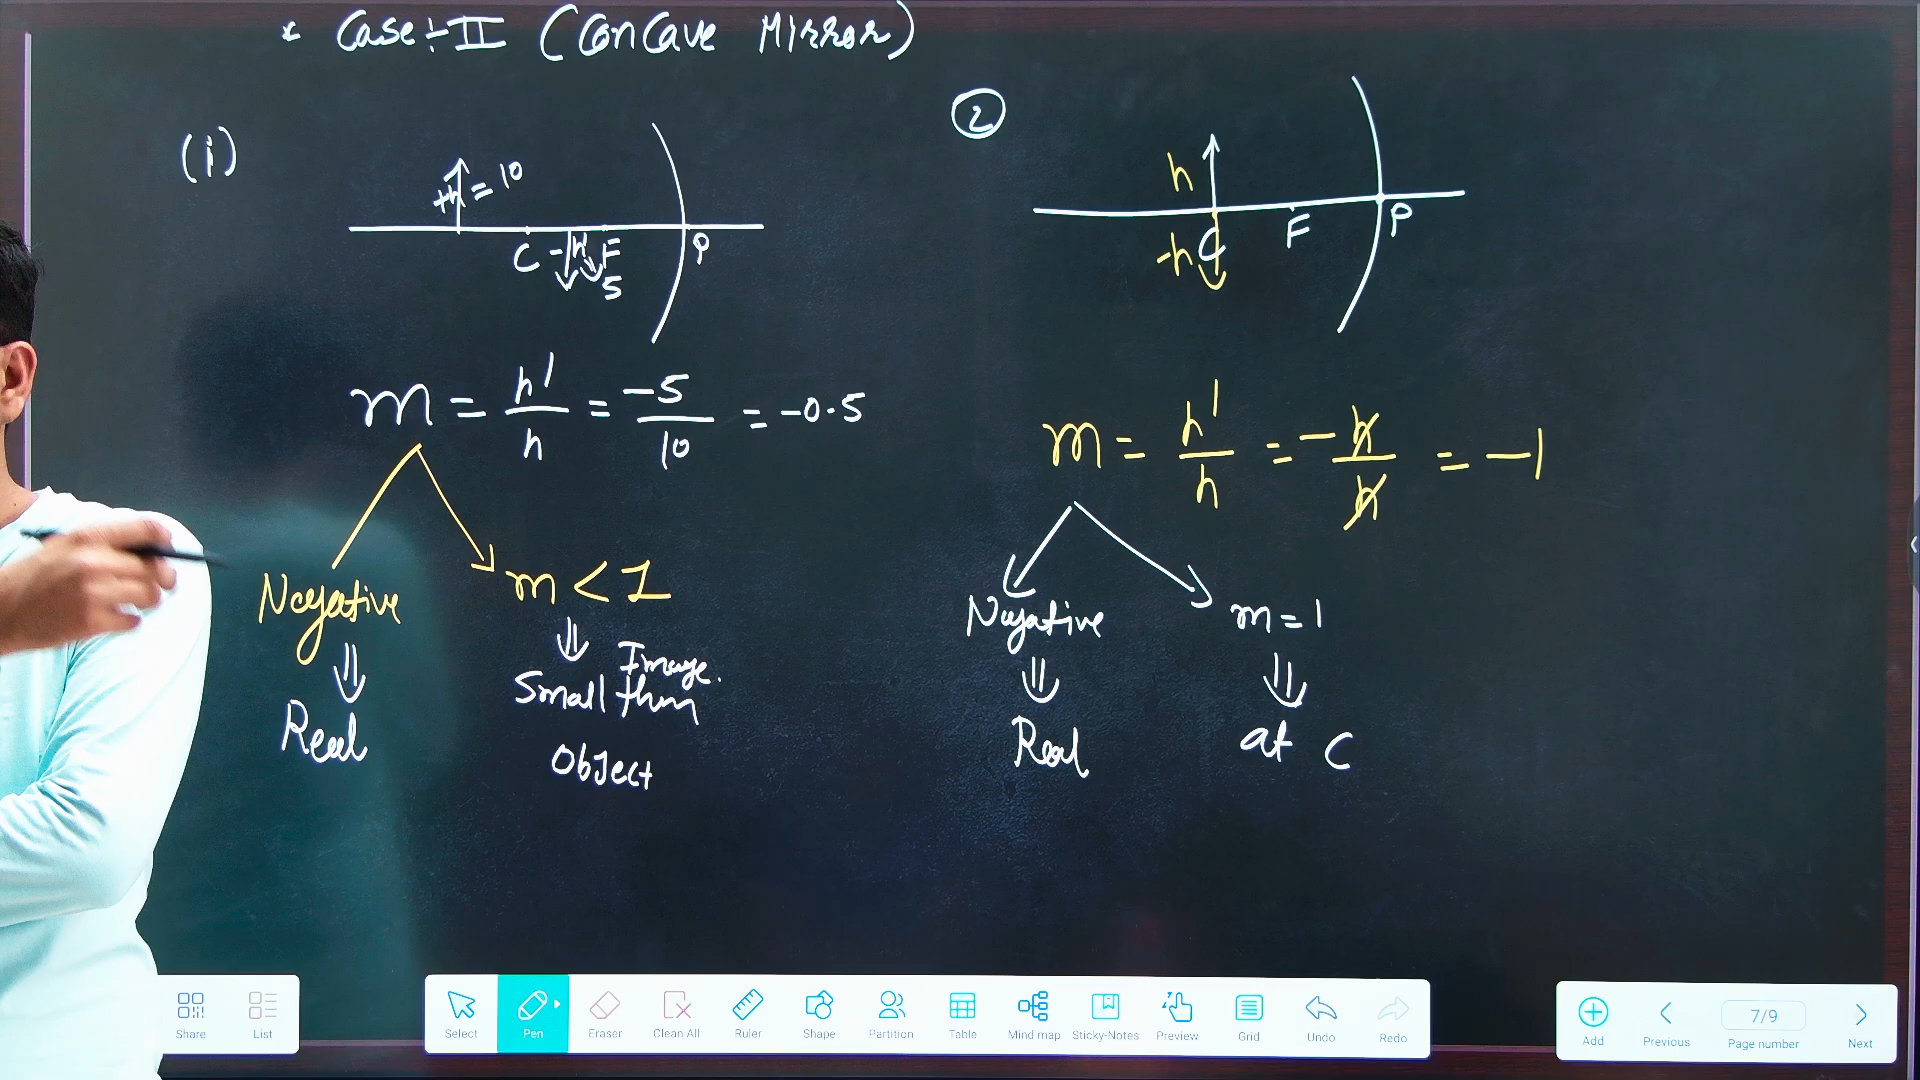 * Case:-II (Concave Mirror)
(i)
+h = 10
C -h' F P
5
m = h'/h = -5/10 = -0.5
Negative m < 1
⇓ ⇓
Real Small than Image.
Object
2
h
-h C F P
m = h'/h = -h/h = -1
Negative m = 1
⇓ ⇓
Real at C
Share List
Select Pen Eraser Clean All Ruler Shape Partition Table Mind map Sticky-Notes Preview Grid Undo Redo
7/9
Add Previous Page number Next